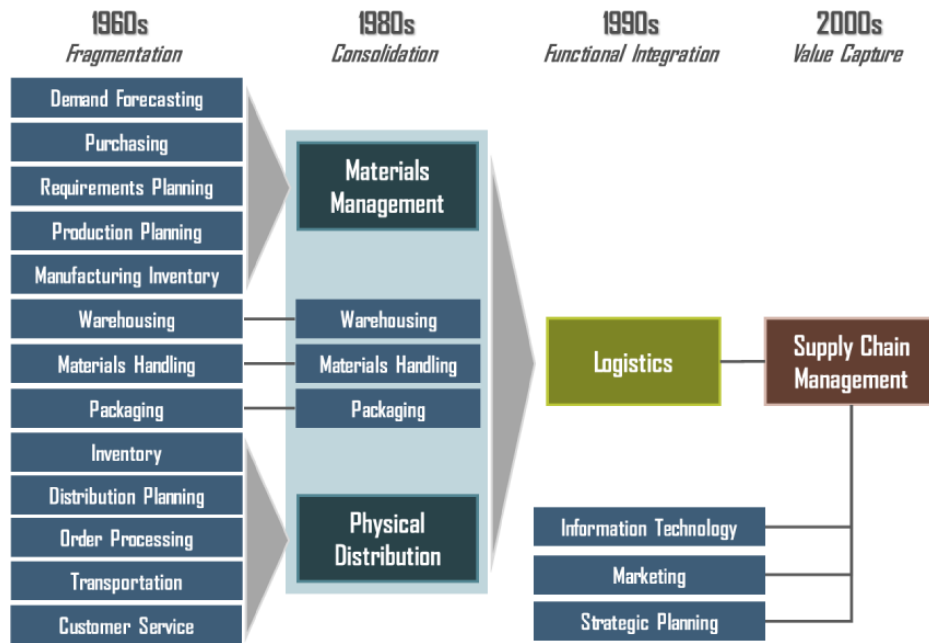 1960s
Fragmentation
1980s
Consolidation
1990s
Functional Integration
2000s
Value Capture
Demand Forecasting
Purchasing
Requirements Planning
Production Planning
Manufacturing Inventory
Warehousing
Materials Handling
Packaging
Inventory
Distribution Planning
Order Processing
Transportation
Customer Service
Materials
Management
Warehousing
Materials Handling
Packaging
Physical
Distribution
Logistics
Supply Chain
Management
Information Technology
Marketing
Strategic Planning